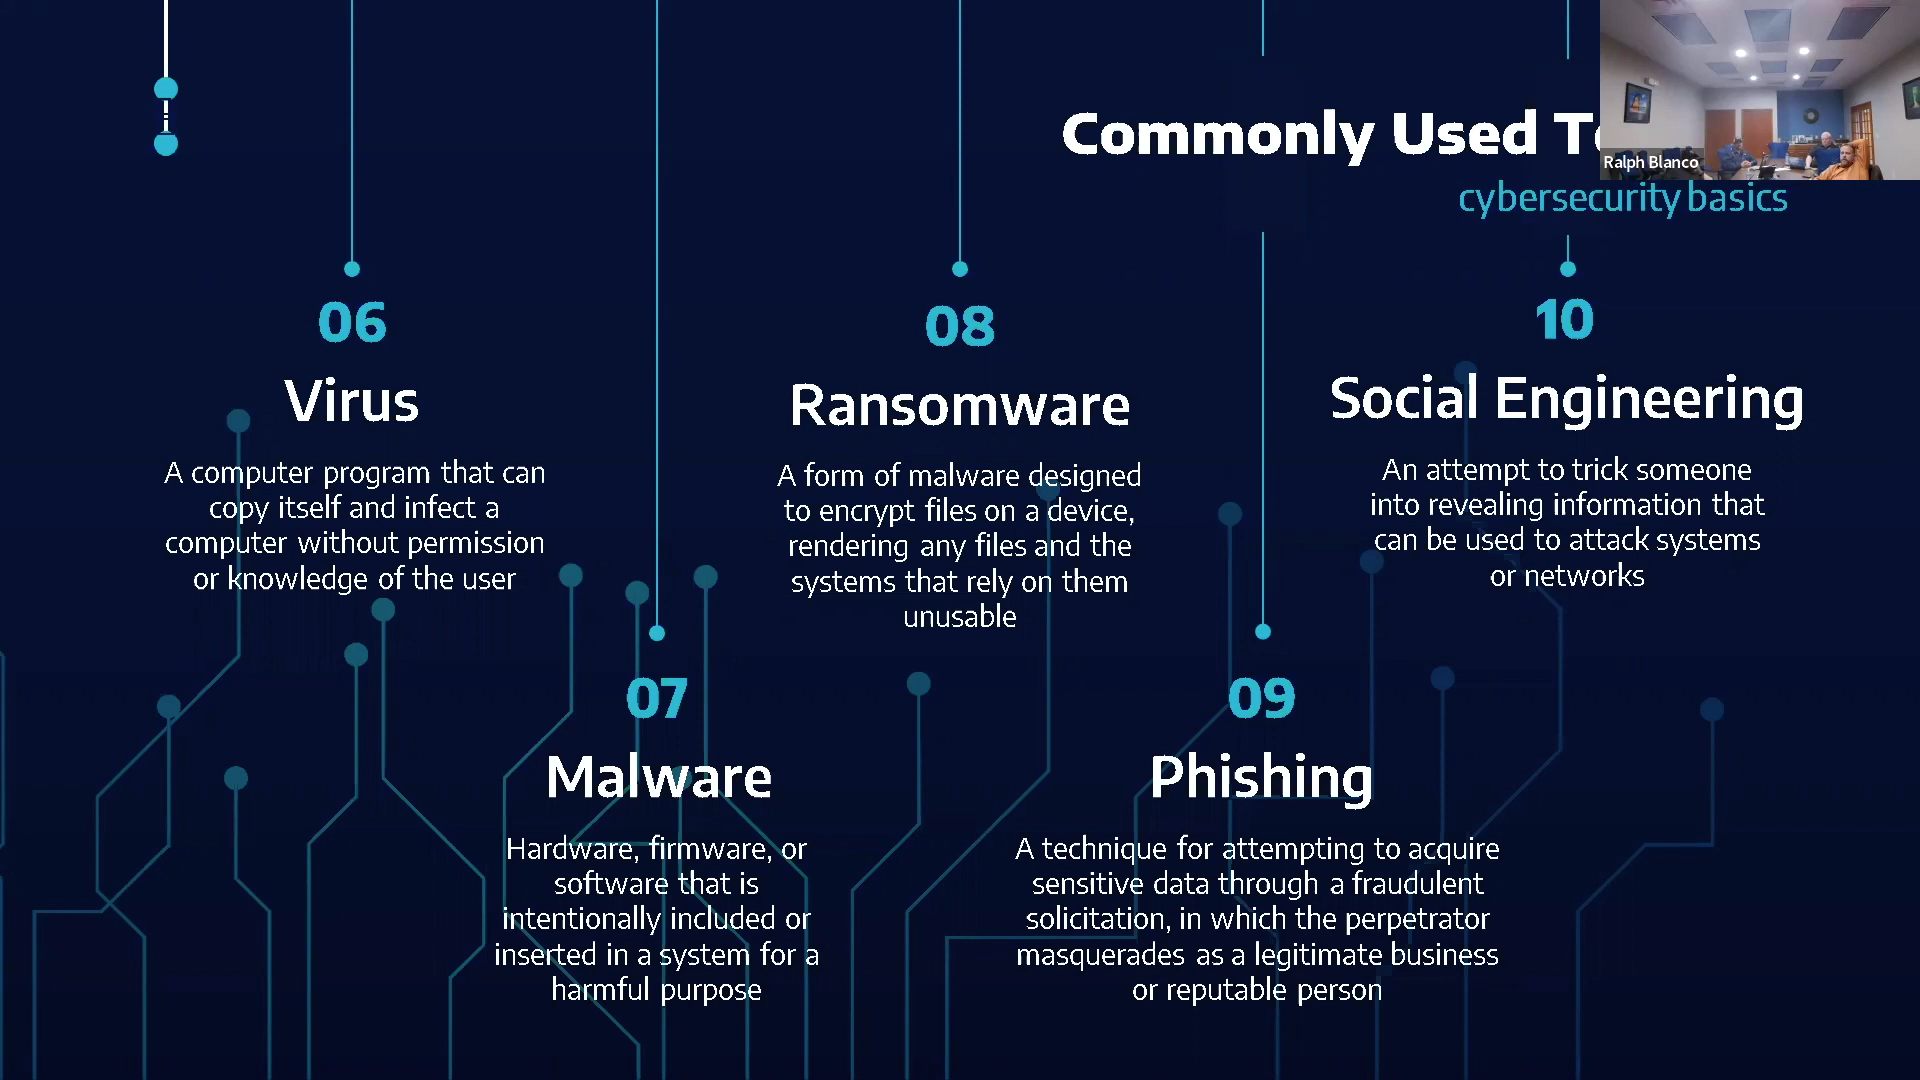 Commonly Used
cybersecurity basics
Ralph Blanco
06
Virus
A computer program that can
copy itself and infect a
computer without permission
or knowledge of the user
07
Malware
Hardware, firmware, or
software that is
intentionally included or
inserted in a system for a
harmful purpose
08
Ransomware
A form of malware designed
to encrypt files on a device,
rendering any files and the
systems that rely on them
unusable
09
Phishing
A technique for attempting to acquire
sensitive data through a fraudulent
solicitation, in which the perpetrator
masquerades as a legitimate business
or reputable person
10
Social Engineering
An attempt to trick someone
into revealing information that
can be used to attack systems
or networks